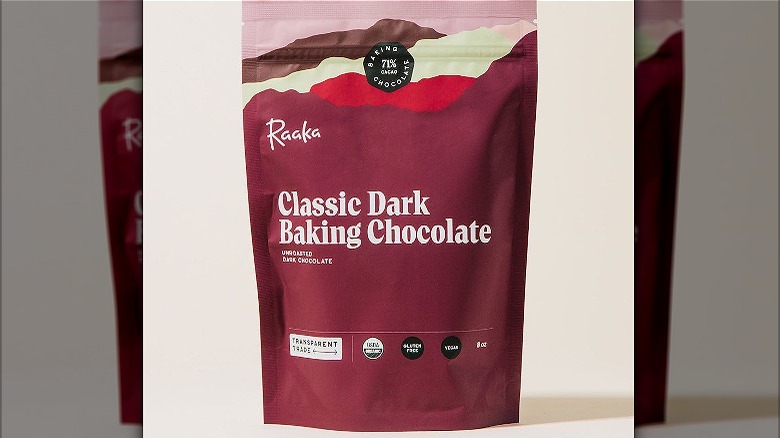 BAKING
71%
CACAO
CHOCOLATE
Raaka
Classic Dark
Baking Chocolate
UNROASTED
DARK CHOCOLATE
TRANSPARENT
TRADE
USDA
ORGANIC
GLUTEN
FREE
VEGAN
8 oz